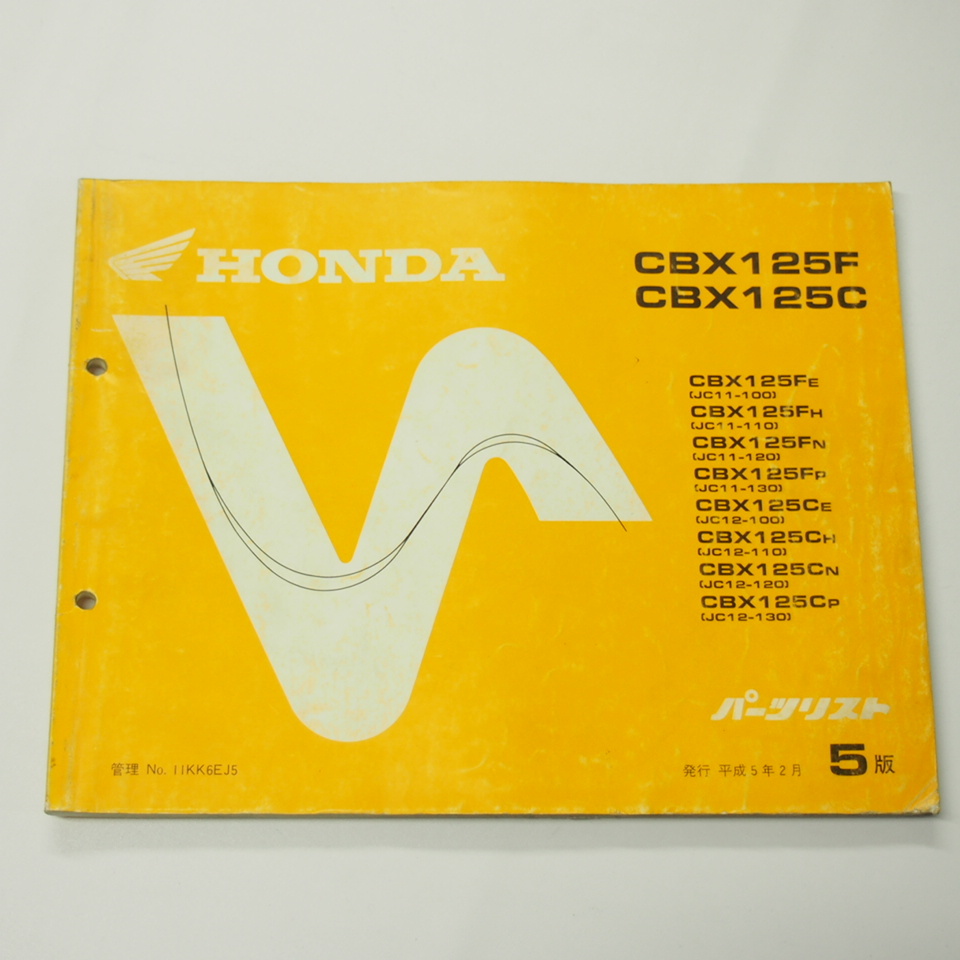 HONDA
CBX125F
CBX125C
CBX125FE
(JC11-100)
CBX125FH
(JC11-110)
CBX125FN
(JC11-120)
CBX125FP
(JC11-130)
CBX125CE
(JC12-100)
CBX125CH
(JC12-110)
CBX125CN
(JC12-120)
CBX125CP
(JC12-130)
パーツリスト
管理 No. 11KK6EJ5
発行 平成5年2月 5版